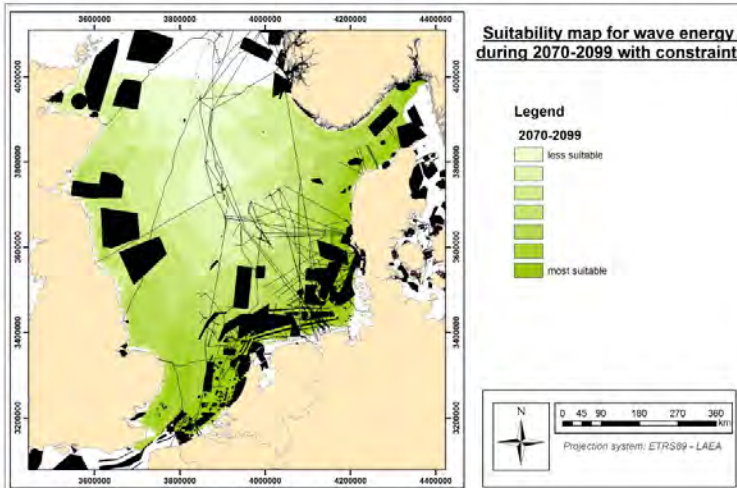 3600000 3800000 4000000 4200000 4400000
4000000 4000000
3800000 3800000
3600000 3600000
3400000 3400000
3200000 3200000
3600000 3800000 4000000 4200000 4400000
Suitability map for wave energy
during 2070-2099 with constraint
Legend
2070-2099
less suitable
most suitable
N
0 45 90 180 270 360
km
Projection system: ETRS89 - LAEA